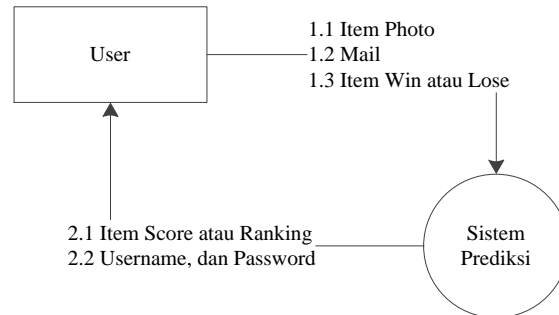 User
1.1 Item Photo
1.2 Mail
1.3 Item Win atau Lose
2.1 Item Score atau Ranking
2.2 Username, dan Password
Sistem
Prediksi